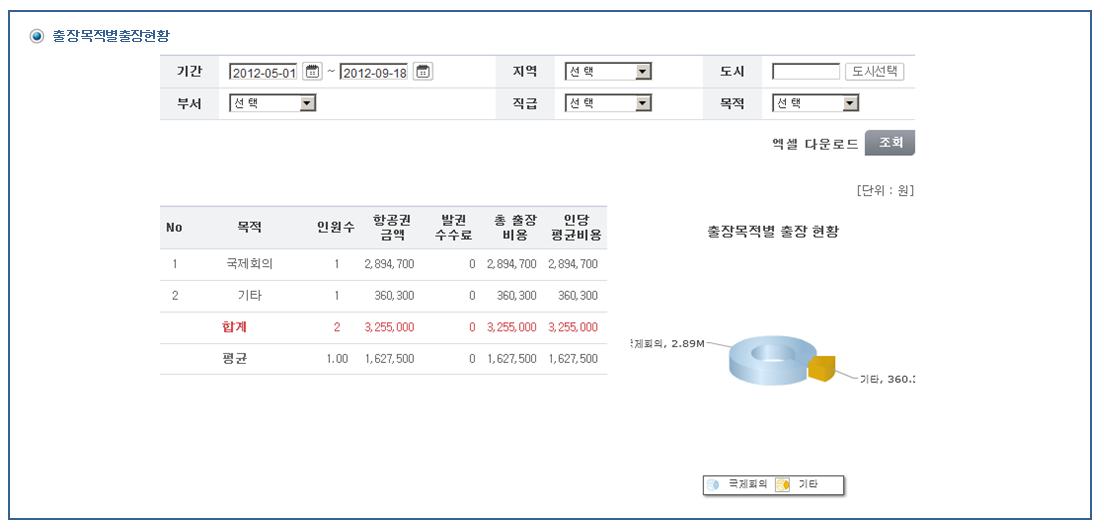 출장목적별출장현황
기간 2012-05-01 ~ 2012-09-18 지역 선택 도시 도시선택
부서 선택 직급 선택 목적 선택
엑셀 다운로드 조회
[단위 : 원]
No 목적 인원수 항공권 금액 발권 수수료 총 출장 비용 인당 평균비용
1 국제회의 1 2,894,700 0 2,894,700 2,894,700
2 기타 1 360,300 0 360,300 360,300
합계 2 3,255,000 0 3,255,000 3,255,000
평균 1.00 1,627,500 0 1,627,500 1,627,500
출장목적별 출장 현황
국제회의, 2.89M
기타, 360.
국제회의 기타